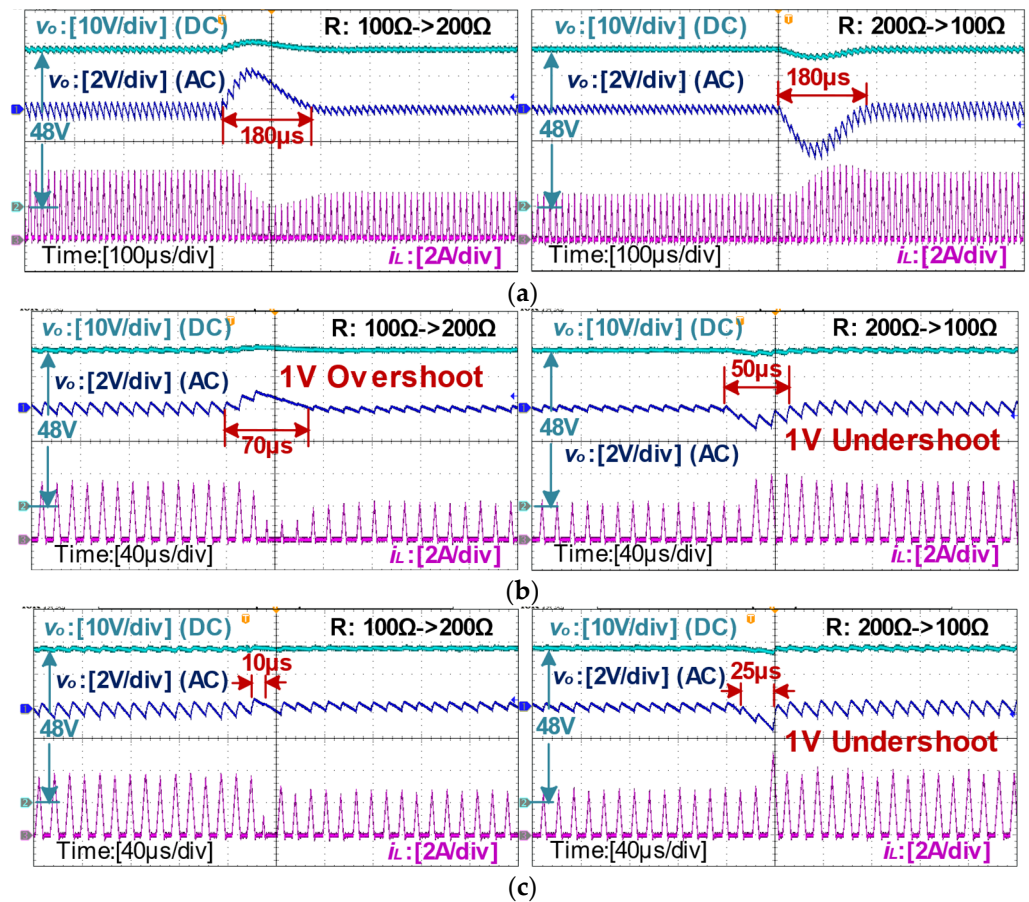 vo:[10V/div] (DC) R: 100Ω->200Ω
vo:[2V/div] (AC)
48V
180µs
Time:[100µs/div] iL:[2A/div]
vo:[10V/div] (DC) R: 200Ω->100Ω
vo:[2V/div] (AC) 180µs
48V
Time:[100µs/div] iL:[2A/div]
(a)
vo:[10V/div] (DC) R: 100Ω->200Ω
vo:[2V/div] (AC) 1V Overshoot
48V
70µs
Time:[40µs/div] iL:[2A/div]
vo:[10V/div] (DC) R: 200Ω->100Ω
50µs
48V
1V Undershoot
vo:[2V/div] (AC)
Time:[40µs/div] iL:[2A/div]
(b)
vo:[10V/div] (DC) R: 100Ω->200Ω
10µs
vo:[2V/div] (AC)
48V
Time:[40µs/div] iL:[2A/div]
vo:[10V/div] (DC) R: 200Ω->100Ω
vo:[2V/div] (AC) 25µs
48V
1V Undershoot
Time:[40µs/div] iL:[2A/div]
(c)